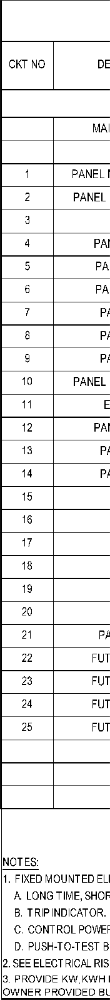 CKT NO DE
MAI
1 PANEL
2 PANEL
3
4 PAN
5 PA
6 PA
7 PA
8 PA
9 PA
10 PANEL
11 E
12 PAN
13 PA
14 PA
15
16
17
18
19
20
21 PA
22 FUT
23 FUT
24 FUT
25 FUT
NOTES:
1. FIXED MOUNTED EL
A. LONG TIME, SHOR
B. TRIP INDICATOR.
C. CONTROL POWER
D. PUSH-TO-TEST B
2. SEE ELECTRICAL RIS
3. PROVIDE KW, KWH
OWNER PROVIDED BU